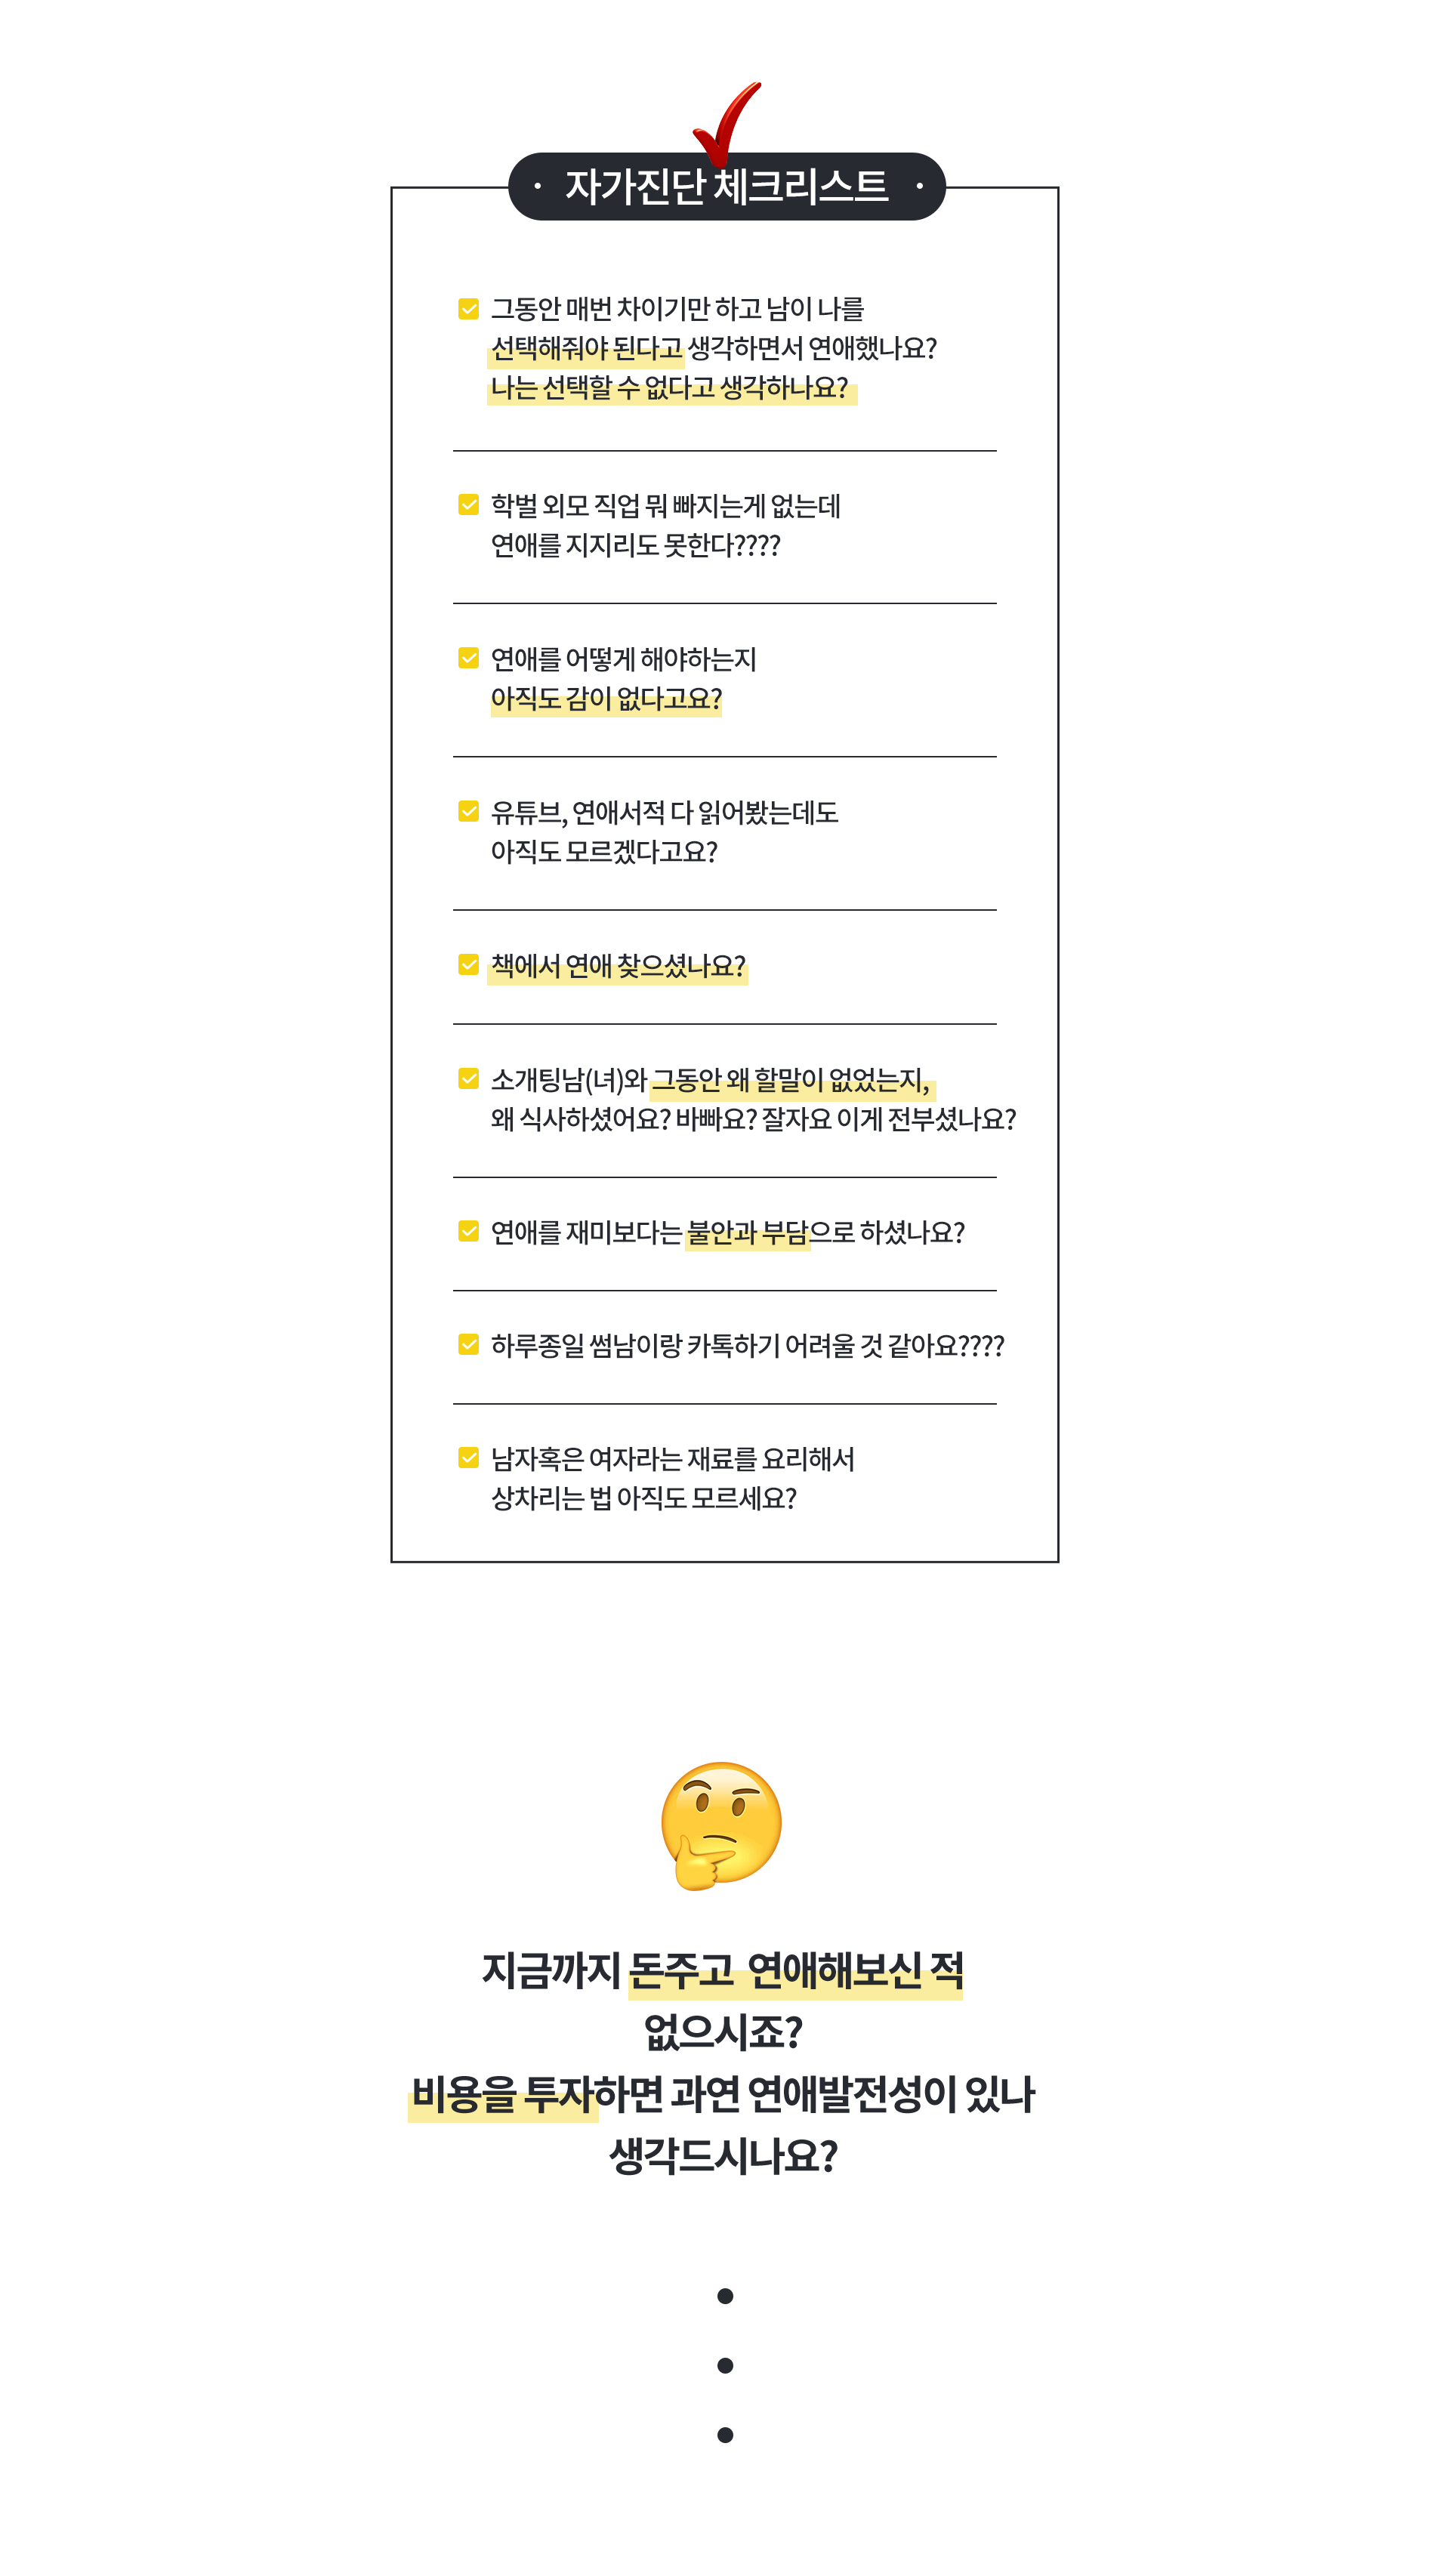 자가진단 체크리스트
그동안 매번 차이기만 하고 남이 나를
선택해줘야 된다고 생각하면서 연애했나요?
나는 선택할 수 없다고 생각하나요?
학벌 외모 직업 뭐 빠지는게 없는데
연애를 지지리도 못한다????
연애를 어떻게 해야하는지
아직도 감이 없다고요?
유튜브, 연애서적 다 읽어봤는데도
아직도 모르겠다고요?
책에서 연애 찾으셨나요?
소개팅남(녀)와 그동안 왜 할말이 없었는지,
왜 식사하셨어요? 바빠요? 잘자요 이게 전부셨나요?
연애를 재미보다는 불안과 부담으로 하셨나요?
하루종일 썸남이랑 카톡하기 어려울 것 같아요????
남자혹은 여자라는 재료를 요리해서
상차리는 법 아직도 모르세요?
지금까지 돈주고 연애해보신 적
없으시죠?
비용을 투자하면 과연 연애발전성이 있나
생각드시나요?